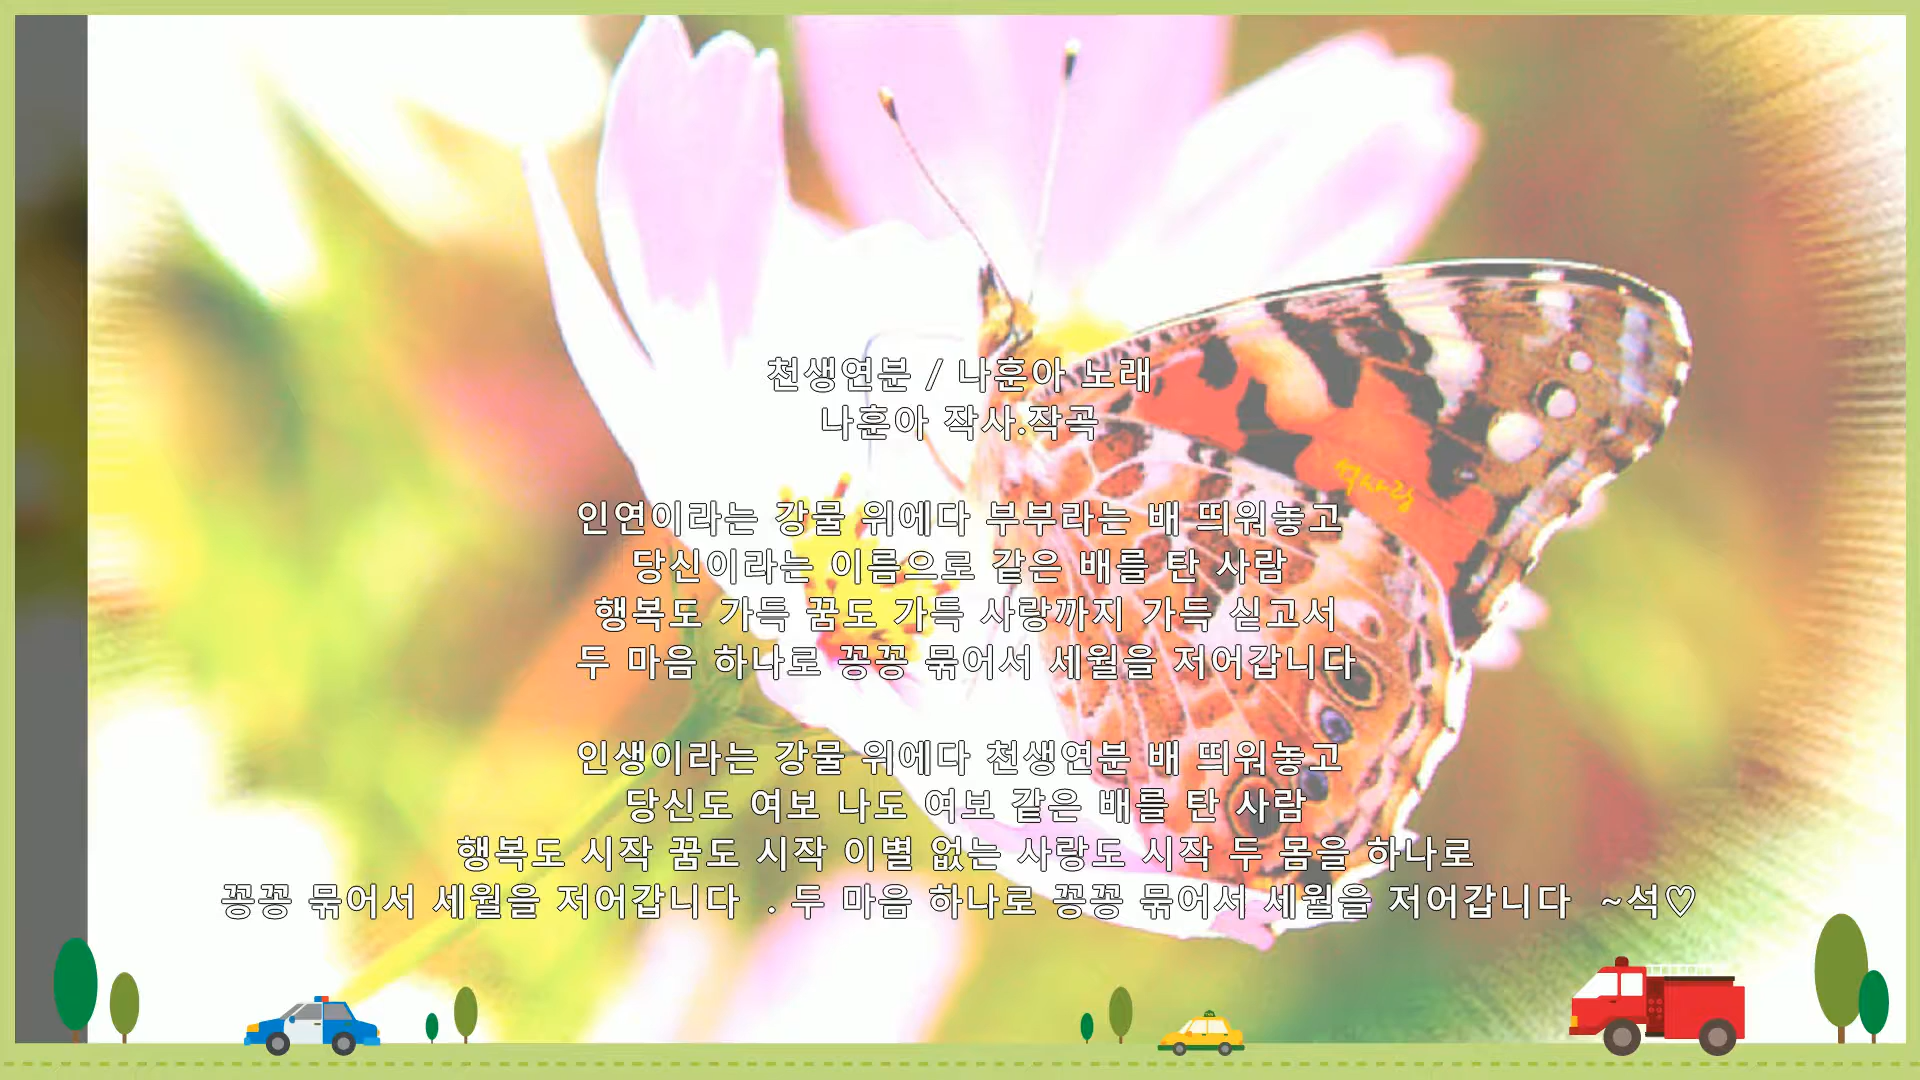 천생연분 / 나훈아 노래
나훈아 작사.작곡
인연이라는 강물 위에다 부부라는 배 띄워놓고
당신이라는 이름으로 같은 배를 탄 사람
행복도 가득 꿈도 가득 사랑까지 가득 싣고서
두 마음 하나로 꽁꽁 묶어서 세월을 저어갑니다
인생이라는 강물 위에다 천생연분 배 띄워놓고
당신도 여보 나도 여보 같은 배를 탄 사람
행복도 시작 꿈도 시작 이별 없는 사랑도 시작 두 몸을 하나로
꽁꽁 묶어서 세월을 저어갑니다 . 두 마음 하나로 꽁꽁 묶어서 세월을 저어갑니다 ~석♡